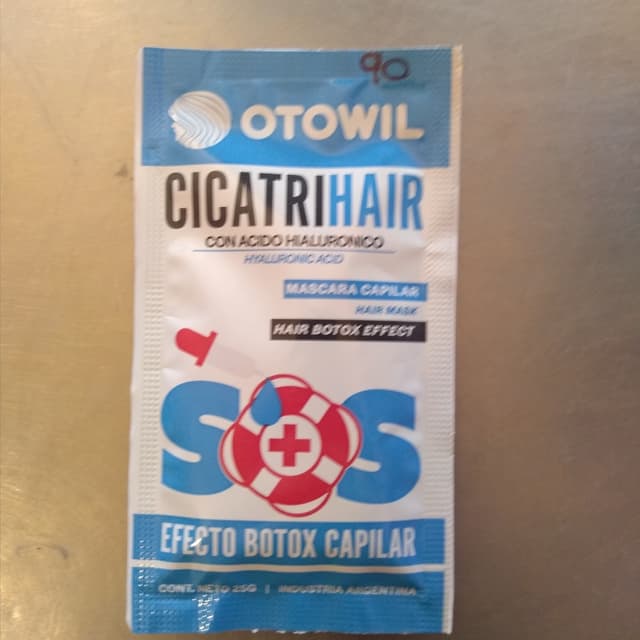 90
OTOWIL
CICATRIHAIR
CON ACIDO HIALURONICO
HYALURONIC ACID
MASCARA CAPILAR
HAIR MASK
HAIR BOTOX EFFECT
SOS
EFECTO BOTOX CAPILAR
CONT. NETO 25G | INDUSTRIA ARGENTINA